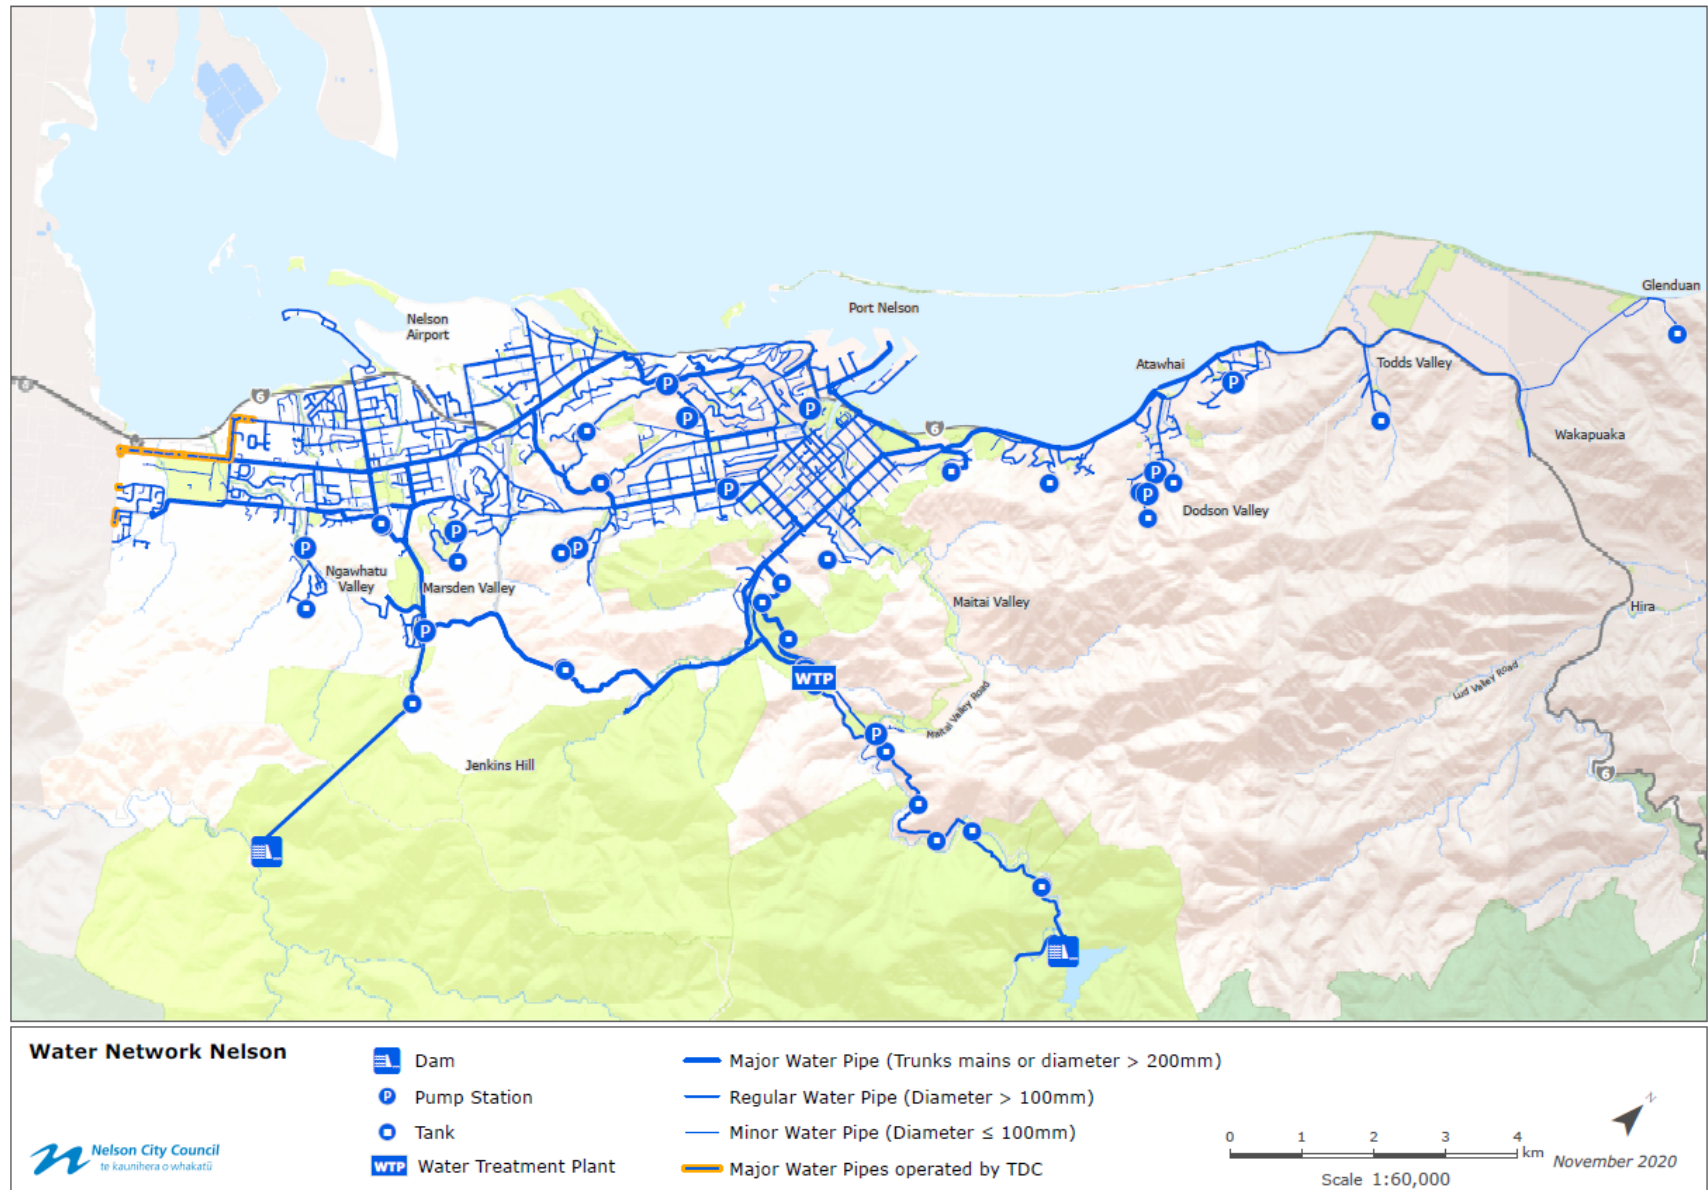 Glenduan
Port Nelson
Nelson
Airport
Atawhai
Todds Valley
6
6
6
Wakapuaka
Dodson Valley
P
P
P
P
P
P
P
P
P
P
P
P
Ngawhatu
Valley
Marsden Valley
Maitai Valley
Hira
WTP
Lud Valley Road
Maitai Valley Road
Jenkins Hill
6
Water Network Nelson
Dam
P Pump Station
Tank
WTP Water Treatment Plant
Major Water Pipe (Trunks mains or diameter > 200mm)
Regular Water Pipe (Diameter > 100mm)
Minor Water Pipe (Diameter ≤ 100mm)
Major Water Pipes operated by TDC
Nelson City Council
te kaunihera o whakatū
0 1 2 3 4
km
Scale 1:60,000
N
November 2020